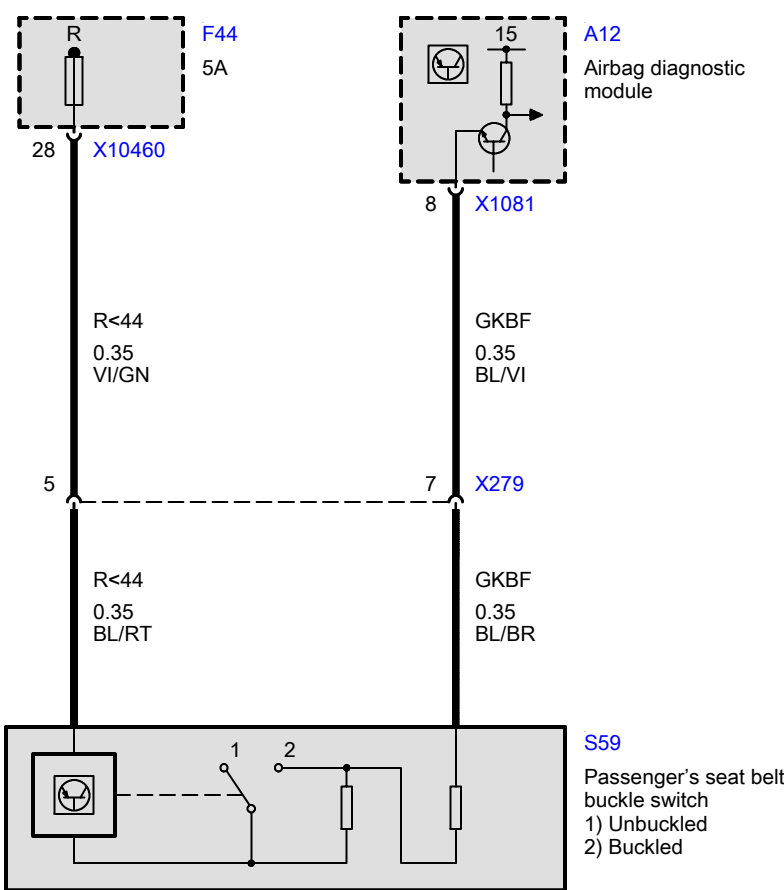 R
F44
5A
28
X10460
15
A12
Airbag diagnostic
module
8
X1081
R<44
0.35
VI/GN
GKBF
0.35
BL/VI
5
7
X279
R<44
0.35
BL/RT
GKBF
0.35
BL/BR
1
2
S59
Passenger's seat belt
buckle switch
1) Unbuckled
2) Buckled